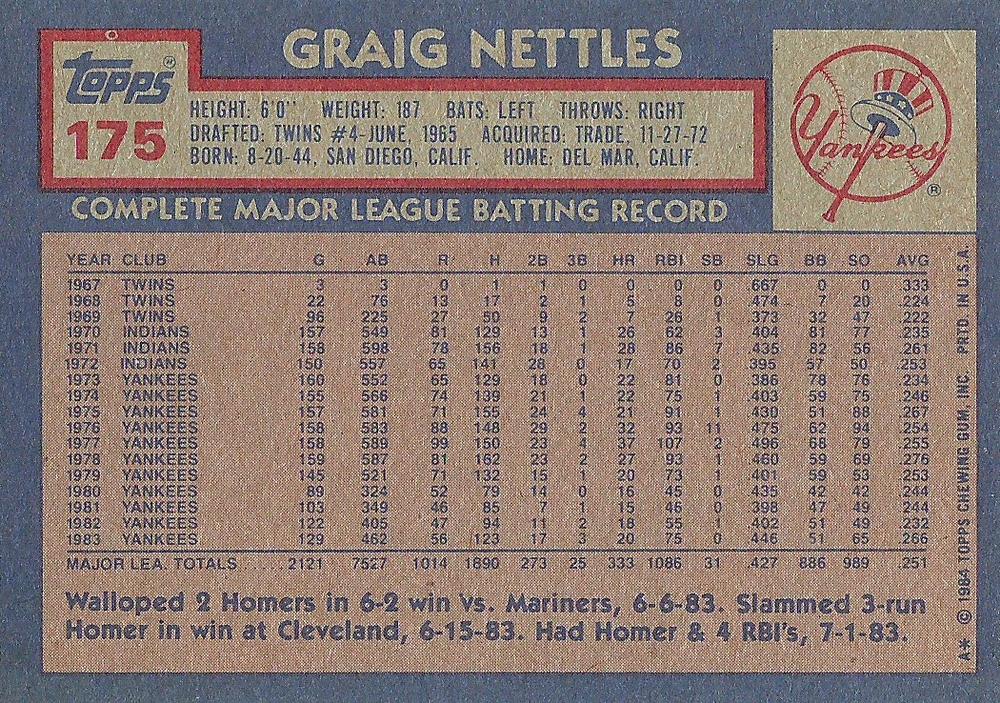 GRAIG NETTLES
Topps®
175
HEIGHT: 6'0" WEIGHT: 187 BATS: LEFT THROWS: RIGHT
DRAFTED: TWINS #4-JUNE, 1965 ACQUIRED: TRADE, 11-27-72
BORN: 8-20-44, SAN DIEGO, CALIF. HOME: DEL MAR, CALIF.
Yankees ®
COMPLETE MAJOR LEAGUE BATTING RECORD
YEAR CLUB G AB R H 2B 3B HR RBI SB SLG BB SO AVG
1967 TWINS 3 3 0 1 1 0 0 0 0 .667 0 0 .333
1968 TWINS 22 76 13 17 2 1 5 8 0 .474 7 20 .224
1969 TWINS 96 225 27 50 9 2 7 26 1 .373 32 47 .222
1970 INDIANS 157 549 81 129 13 1 26 62 3 .404 81 77 .235
1971 INDIANS 158 598 78 156 18 1 28 86 7 .435 82 56 .261
1972 INDIANS 150 557 65 141 28 0 17 70 2 .395 57 50 .253
1973 YANKEES 160 552 65 129 18 0 22 81 0 .386 78 76 .234
1974 YANKEES 155 566 74 139 21 1 22 75 1 .403 59 75 .246
1975 YANKEES 157 581 71 155 24 4 21 91 1 .430 51 88 .267
1976 YANKEES 158 583 88 148 29 2 32 93 11 .475 62 94 .254
1977 YANKEES 158 589 99 150 23 4 37 107 2 .496 68 79 .255
1978 YANKEES 159 587 81 162 23 2 27 93 1 .460 59 69 .276
1979 YANKEES 145 521 71 132 15 1 20 73 1 .401 59 53 .253
1980 YANKEES 89 324 52 79 14 0 16 45 0 .435 42 42 .244
1981 YANKEES 103 349 46 85 7 1 15 46 0 .398 47 49 .244
1982 YANKEES 122 405 47 94 11 2 18 55 1 .402 51 49 .232
1983 YANKEES 129 462 56 123 17 3 20 75 0 .446 51 65 .266
MAJOR LEA. TOTALS ..... 2121 7527 1014 1890 273 25 333 1086 31 .427 886 989 .251
Walloped 2 Homers in 6-2 win vs. Mariners, 6-6-83. Slammed 3-run
Homer in win at Cleveland, 6-15-83. Had Homer & 4 RBI's, 7-1-83.
A* © 1984 TOPPS CHEWING GUM, INC. PRTD. IN U.S.A.